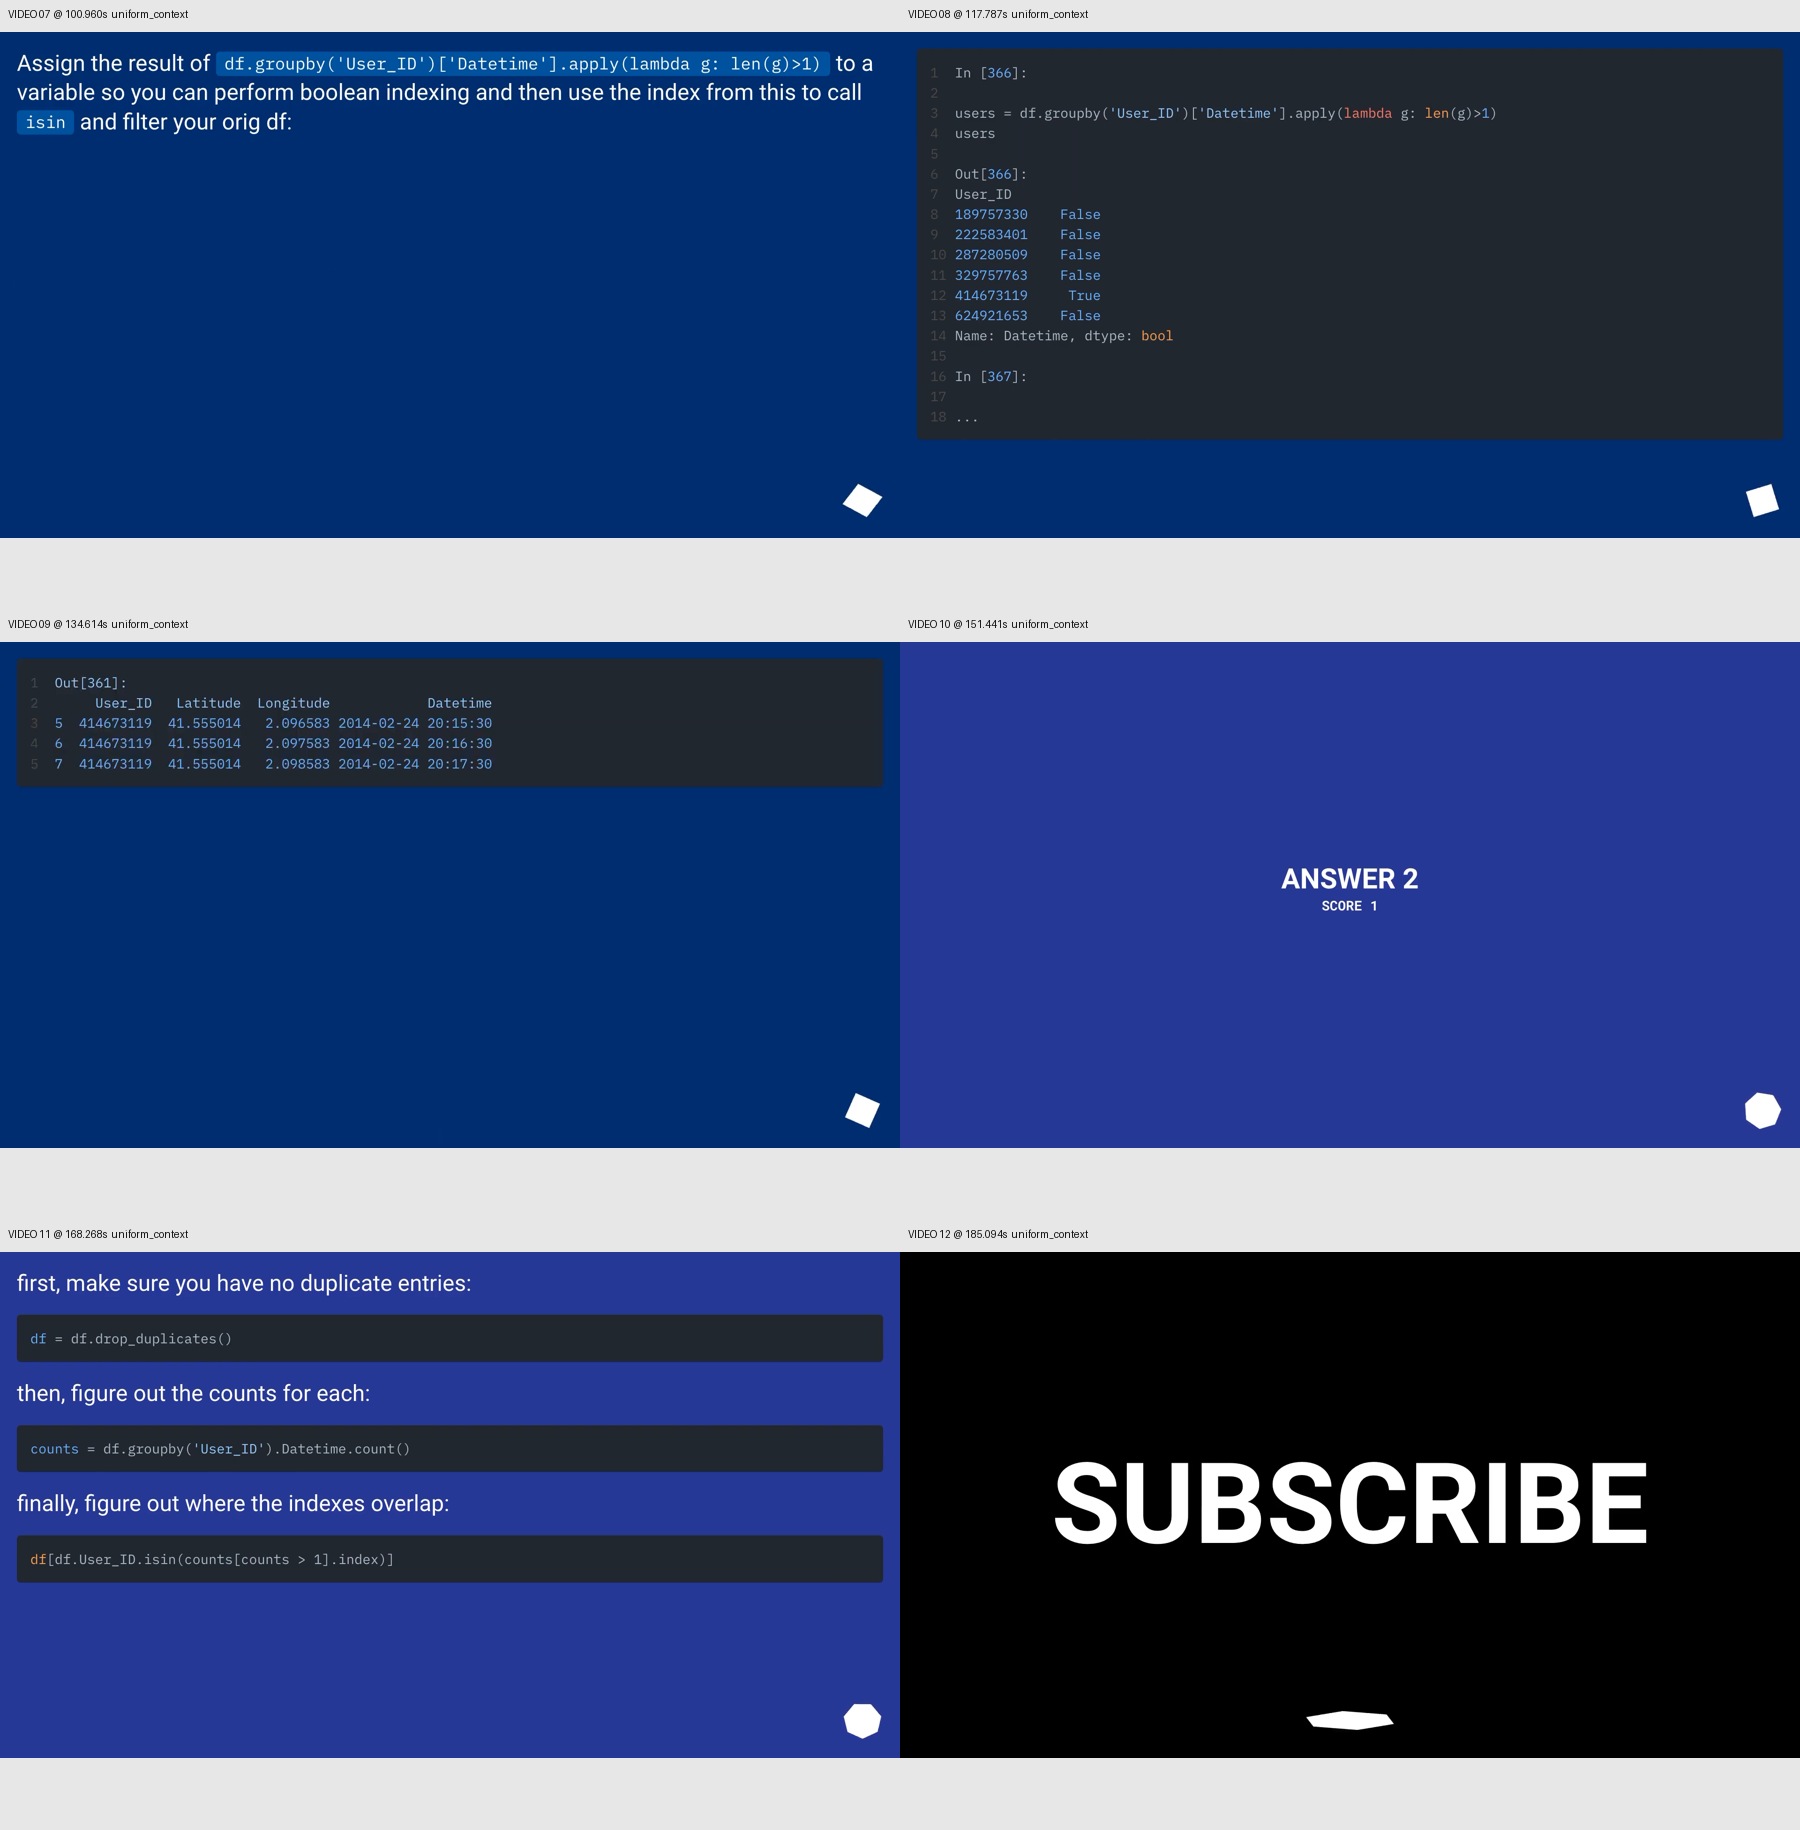 VIDEO07 @ 100.960s uniform_context
Assign the result of df.groupby('User_ID')['Datetime'].apply(lambda g: len(g)>1) to a
variable so you can perform boolean indexing and then use the index from this to call
isin and filter your orig df:
VIDEO08 @ 117.787s uniform_context
1 In [366]:
2
3 users = df.groupby('User_ID')['Datetime'].apply(lambda g: len(g)>1)
4 users
5
6 Out[366]:
7 User_ID
8 189757330    False
9 222583401    False
10 287280509    False
11 329757763    False
12 414673119     True
13 624921653    False
14 Name: Datetime, dtype: bool
15
16 In [367]:
17
18 ...
VIDEO09 @ 134.614s uniform_context
1 Out[361]:
2      User_ID   Latitude  Longitude            Datetime
3 5  414673119  41.555014   2.096583 2014-02-24 20:15:30
4 6  414673119  41.555014   2.097583 2014-02-24 20:16:30
5 7  414673119  41.555014   2.098583 2014-02-24 20:17:30
VIDEO10 @ 151.441s uniform_context
ANSWER 2
SCORE 1
VIDEO11 @ 168.268s uniform_context
first, make sure you have no duplicate entries:
df = df.drop_duplicates()
then, figure out the counts for each:
counts = df.groupby('User_ID').Datetime.count()
finally, figure out where the indexes overlap:
df[df.User_ID.isin(counts[counts > 1].index)]
VIDEO12 @ 185.094s uniform_context
SUBSCRIBE